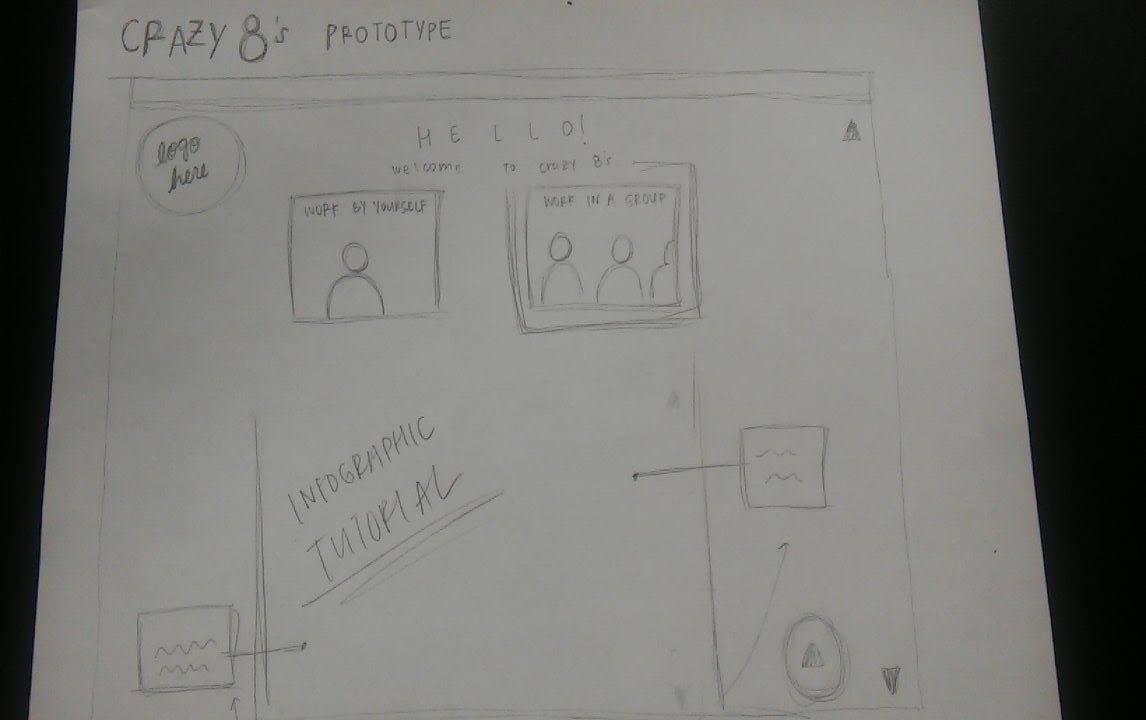 CRAZY 8's PROTOTYPE
logo
here
HELLO!
welcome to crazy 8's
WORK BY YOURSELF
WORK IN A GROUP
INFOGRAPHIC
TUTORIAL